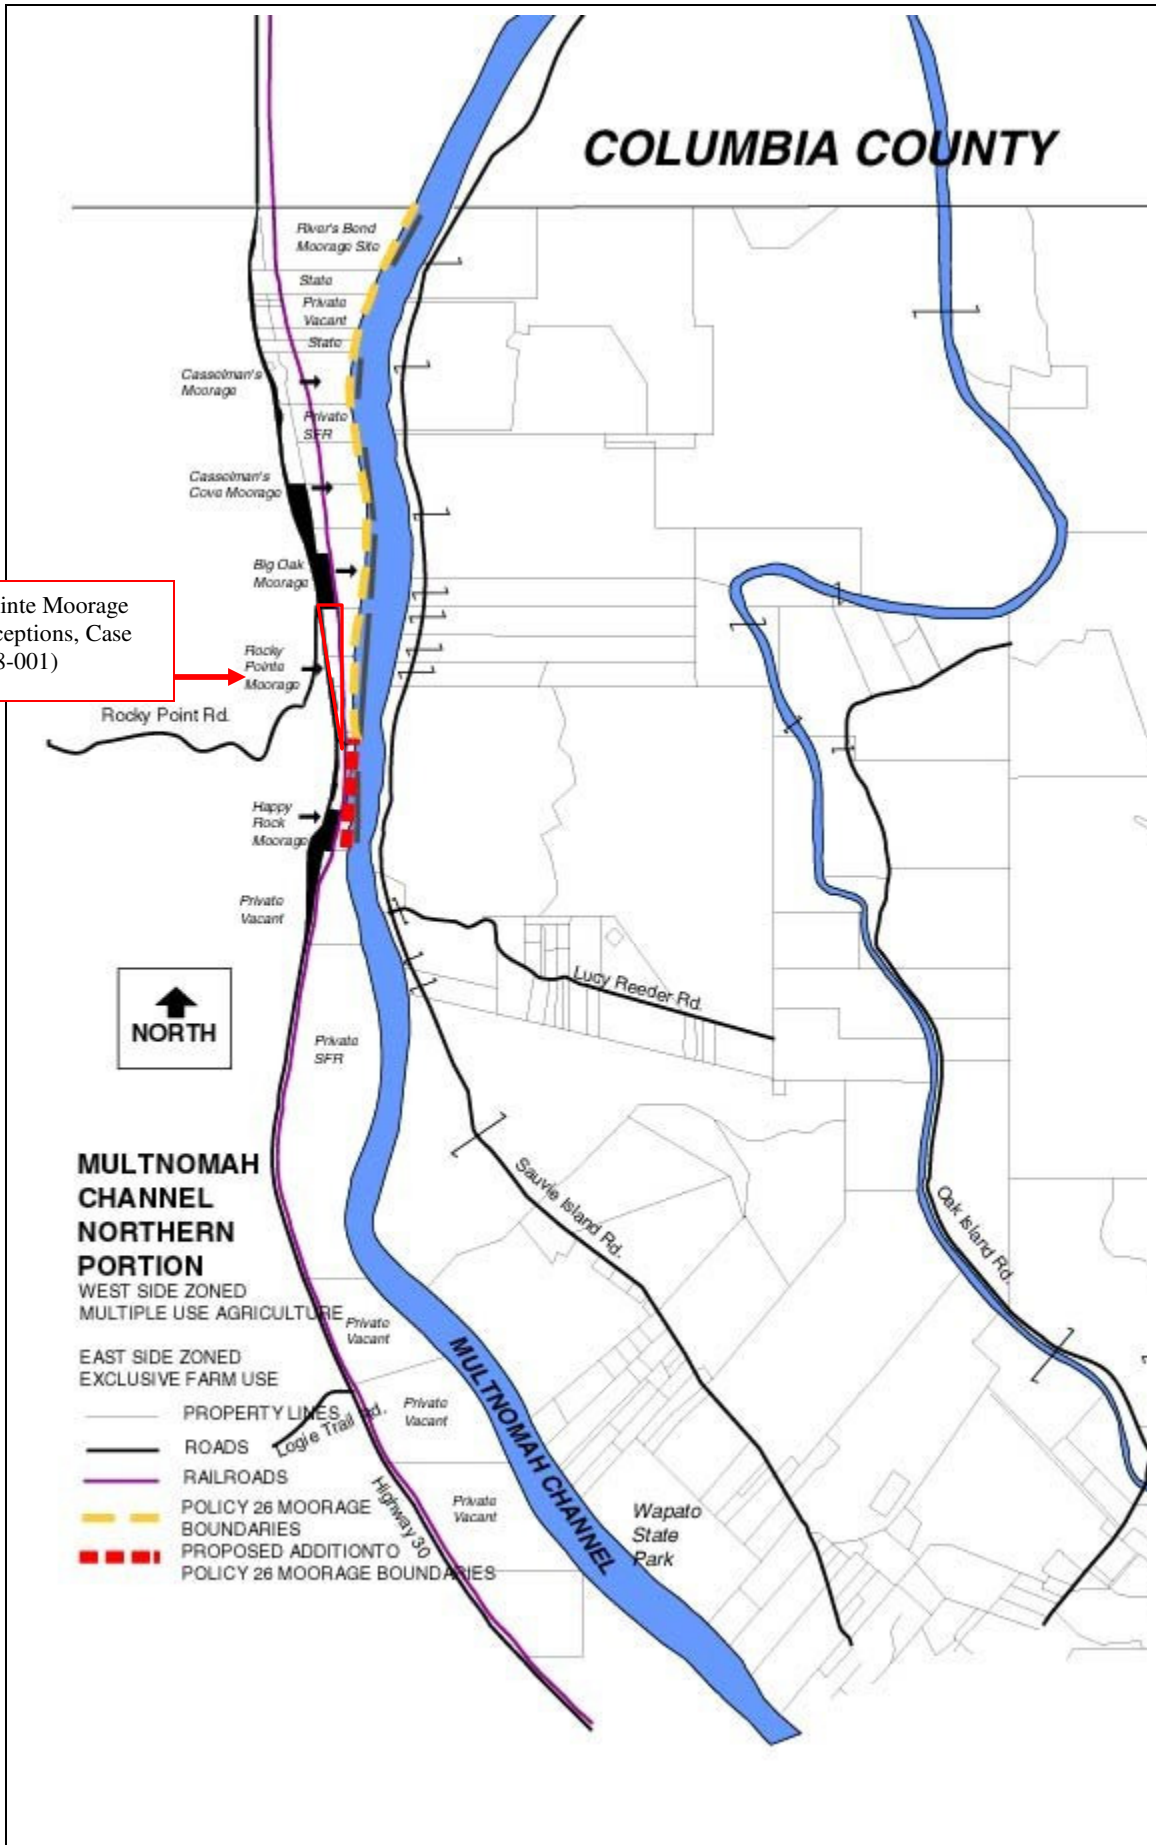 COLUMBIA COUNTY
River's Bend
Moorage Site
State
Private
Vacant
State
Casselman's
Moorage
Private
SFR
Casselman's
Cove Moorage
Big Oak
Moorage
inte Moorage
ceptions, Case
8-001)
Rocky
Pointe
Moorage
Rocky Point Rd.
Happy
Rock
Moorage
Private
Vacant
Lucy Reeder Rd.
NORTH
Private
SFR
Sauvie Island Rd.
Oak Island Rd.
MULTNOMAH
CHANNEL
NORTHERN
PORTION
WEST SIDE ZONED
MULTIPLE USE AGRICULTURE
EAST SIDE ZONED
EXCLUSIVE FARM USE
PROPERTY LINES
ROADS
RAILROADS
POLICY 26 MOORAGE
BOUNDARIES
PROPOSED ADDITIONTO
POLICY 26 MOORAGE BOUNDARIES
Private
Vacant
Logie Trail Rd.
Private
Vacant
MULTNOMAH CHANNEL
Highway 30
Private
Vacant
Wapato
State
Park